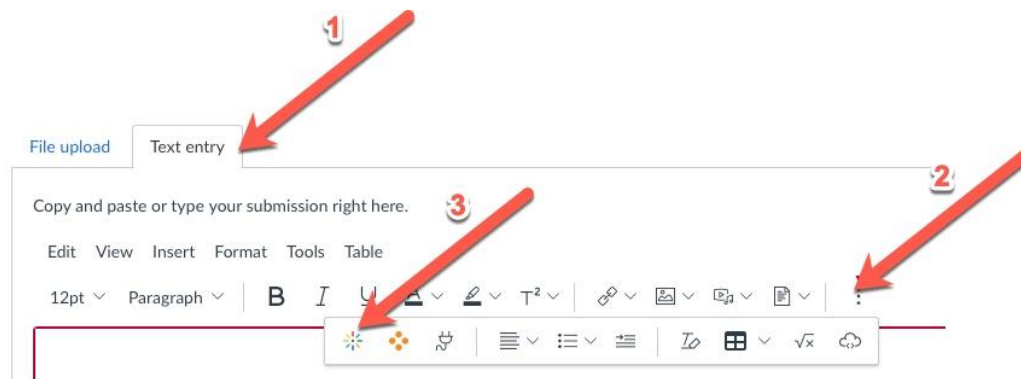 1
File upload Text entry
2
Copy and paste or type your submission right here.
3
Edit View Insert Format Tools Table
12pt Paragraph B I U A T²
√x